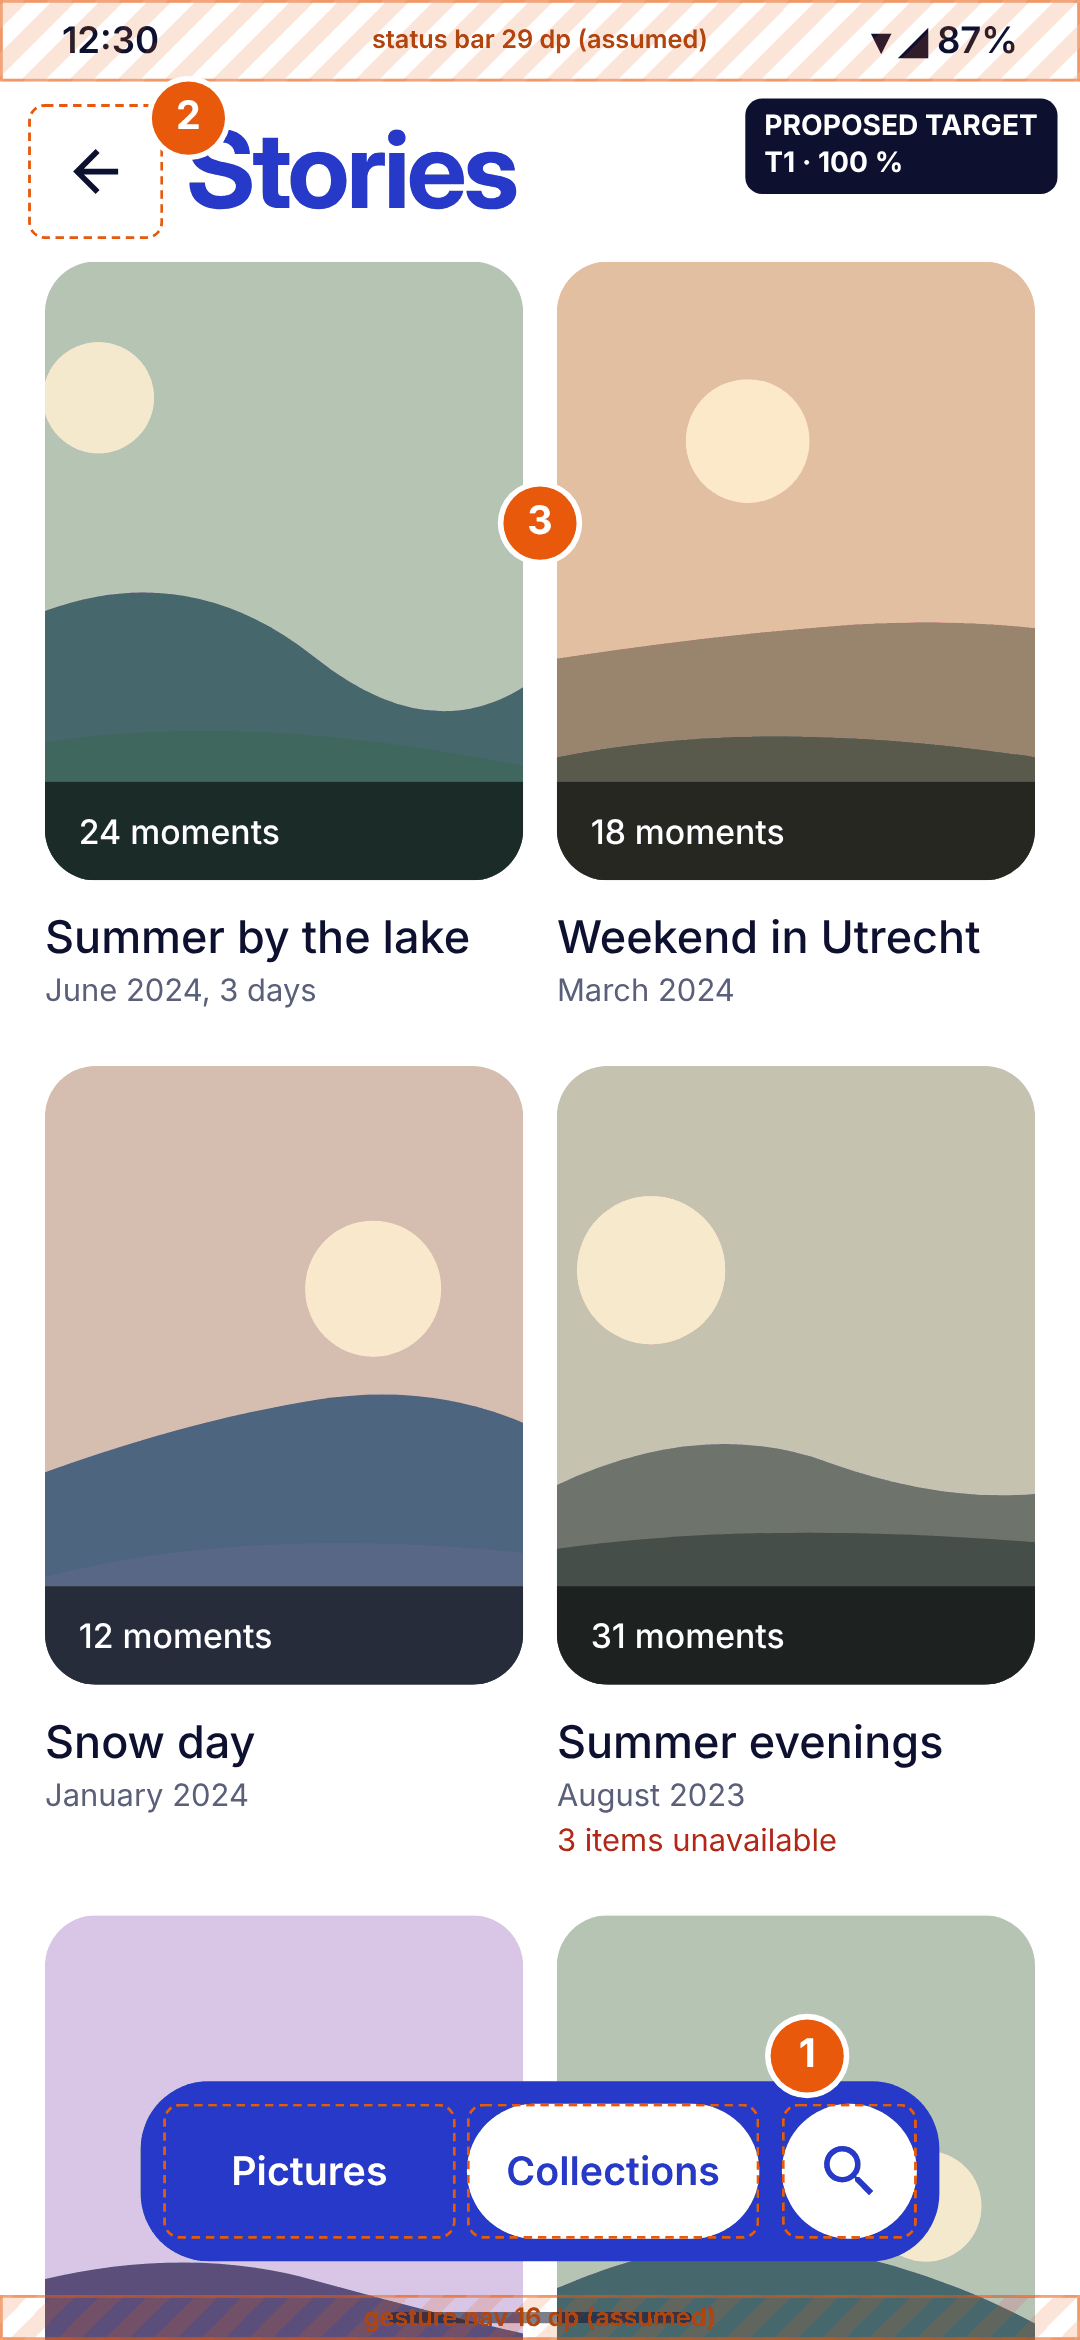 12:30
status bar 29 dp (assumed)
87%
2
Stories
PROPOSED TARGET
T1 · 100 %
3
24 moments
18 moments
Summer by the lake
June 2024, 3 days
Weekend in Utrecht
March 2024
12 moments
31 moments
Snow day
January 2024
Summer evenings
August 2023
3 items unavailable
1
Pictures
Collections
gesture nav 16 dp (assumed)